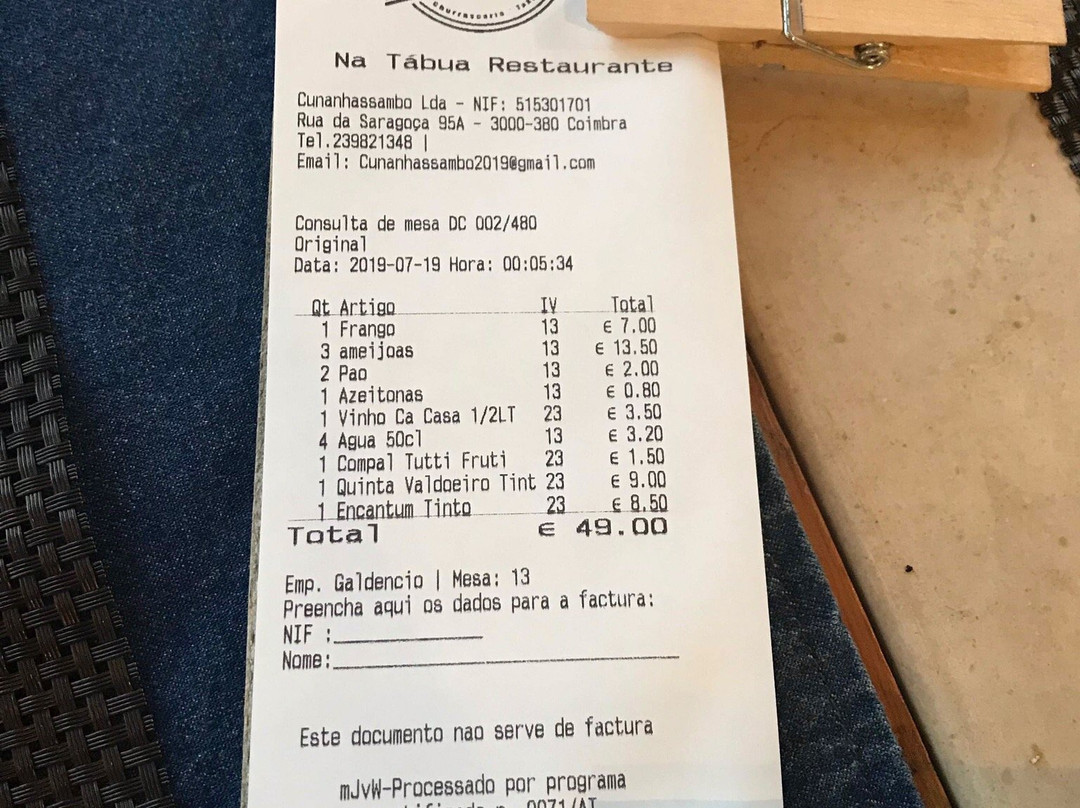 Churrascaria
Na Tábua Restaurante
Cunanhassambo Lda - NIF: 515301701
Rua da Saragoça 95A - 3000-380 Coimbra
Tel.239821348 |
Email: Cunanhassambo2019@gmail.com
Consulta de mesa DC 002/480
Original
Data: 2019-07-19 Hora: 00:05:34
Qt Artigo IV Total
1 Frango 13 € 7.00
3 ameijoas 13 € 13.50
2 Pao 13 € 2.00
1 Azeitonas 13 € 0.80
1 Vinho Ca Casa 1/2LT 23 € 3.50
4 Agua 50cl 13 € 3.20
1 Compal Tutti Fruti 23 € 1.50
1 Quinta Valdoeiro Tint 23 € 9.00
1 Encantum Tinto 23 € 8.50
Total € 49.00
Emp. Galdencio | Mesa: 13
Preencha aqui os dados para a factura:
NIF :
Nome:
Este documento nao serve de factura
mJvW-Processado por programa
0071/AT